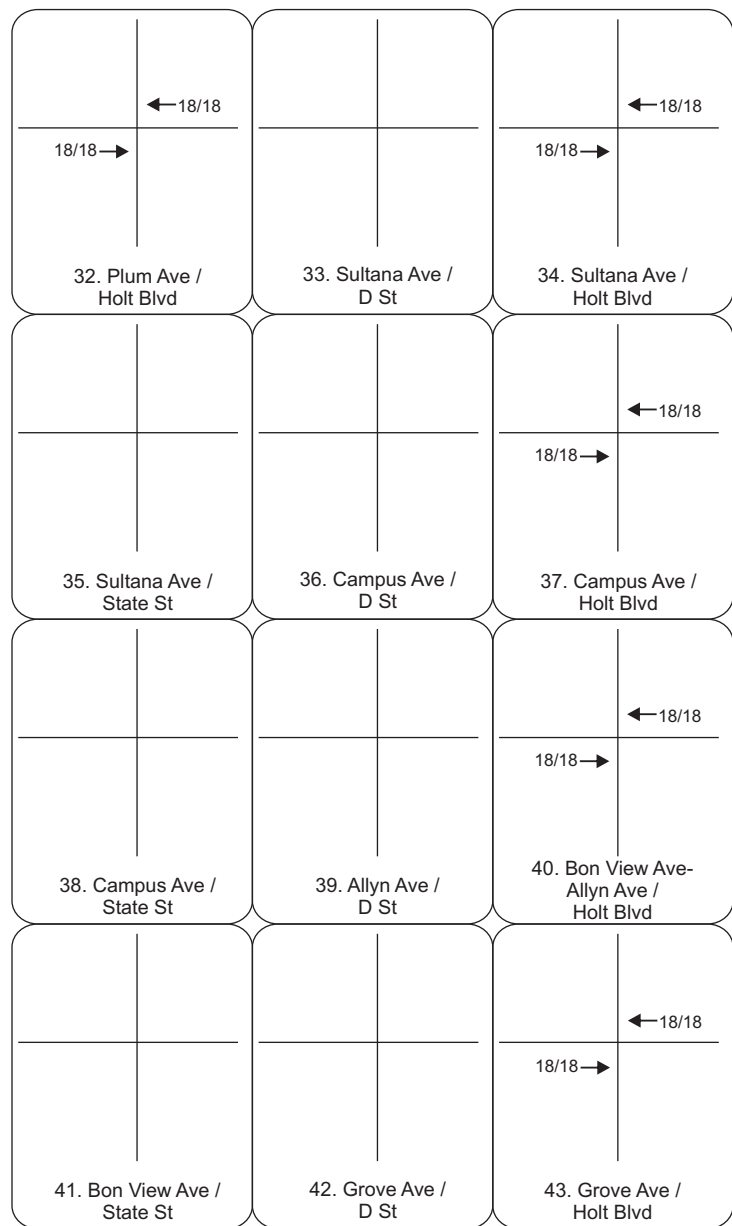 18/18
18/18
32. Plum Ave /
Holt Blvd
33. Sultana Ave /
D St
18/18
18/18
34. Sultana Ave /
Holt Blvd
35. Sultana Ave /
State St
36. Campus Ave /
D St
18/18
18/18
37. Campus Ave /
Holt Blvd
38. Campus Ave /
State St
39. Allyn Ave /
D St
18/18
18/18
40. Bon View Ave-
Allyn Ave /
Holt Blvd
41. Bon View Ave /
State St
42. Grove Ave /
D St
18/18
18/18
43. Grove Ave /
Holt Blvd